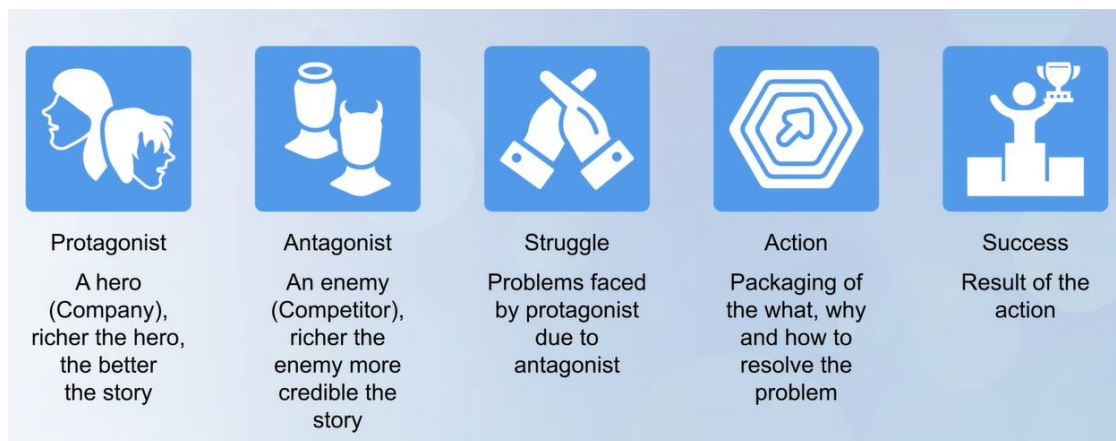 Protagonist
A hero
(Company),
richer the hero,
the better
the story
Antagonist
An enemy
(Competitor),
richer the
enemy more
credible the
story
Struggle
Problems faced
by protagonist
due to
antagonist
Action
Packaging of
the what, why
and how to
resolve the
problem
Success
Result of the
action